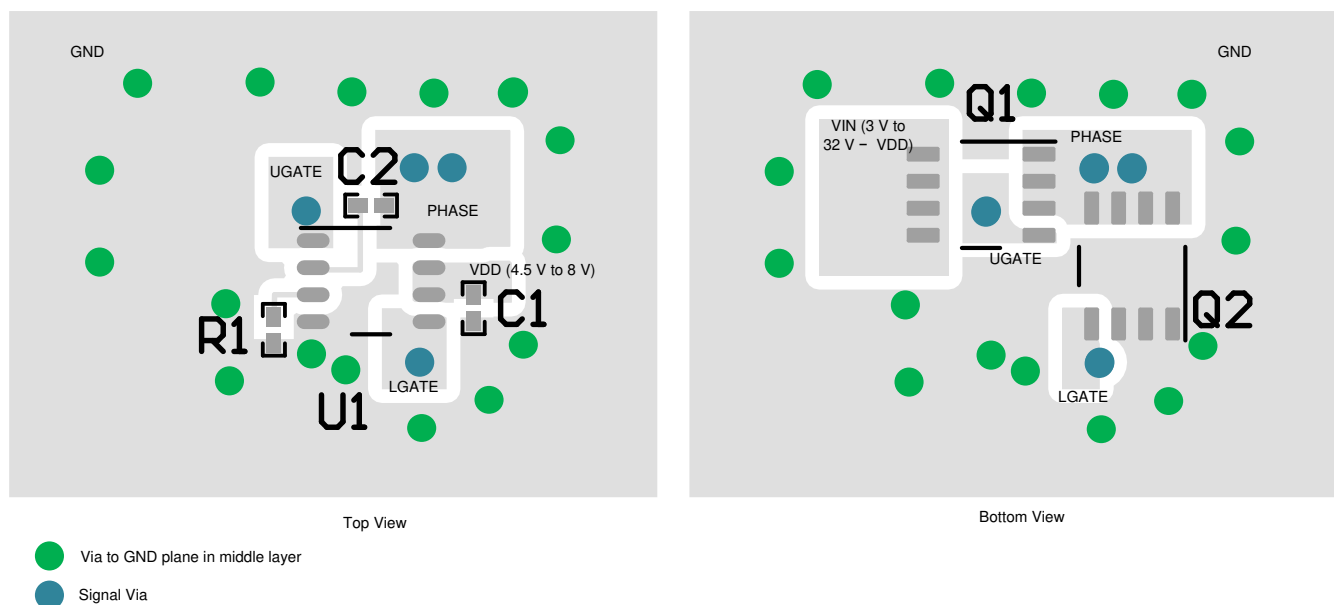 GND
UGATE
C2
PHASE
VDD (4.5 V to 8 V)
R1
C1
U1
LGATE
Top View
GND
Q1
VIN (3 V to
32 V − VDD)
PHASE
UGATE
Q2
LGATE
Bottom View
Via to GND plane in middle layer
Signal Via